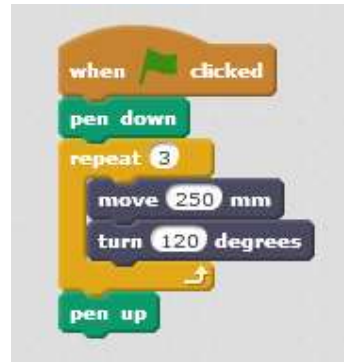 when clicked
pen down
repeat 3
move 250 mm
turn 120 degrees
pen up